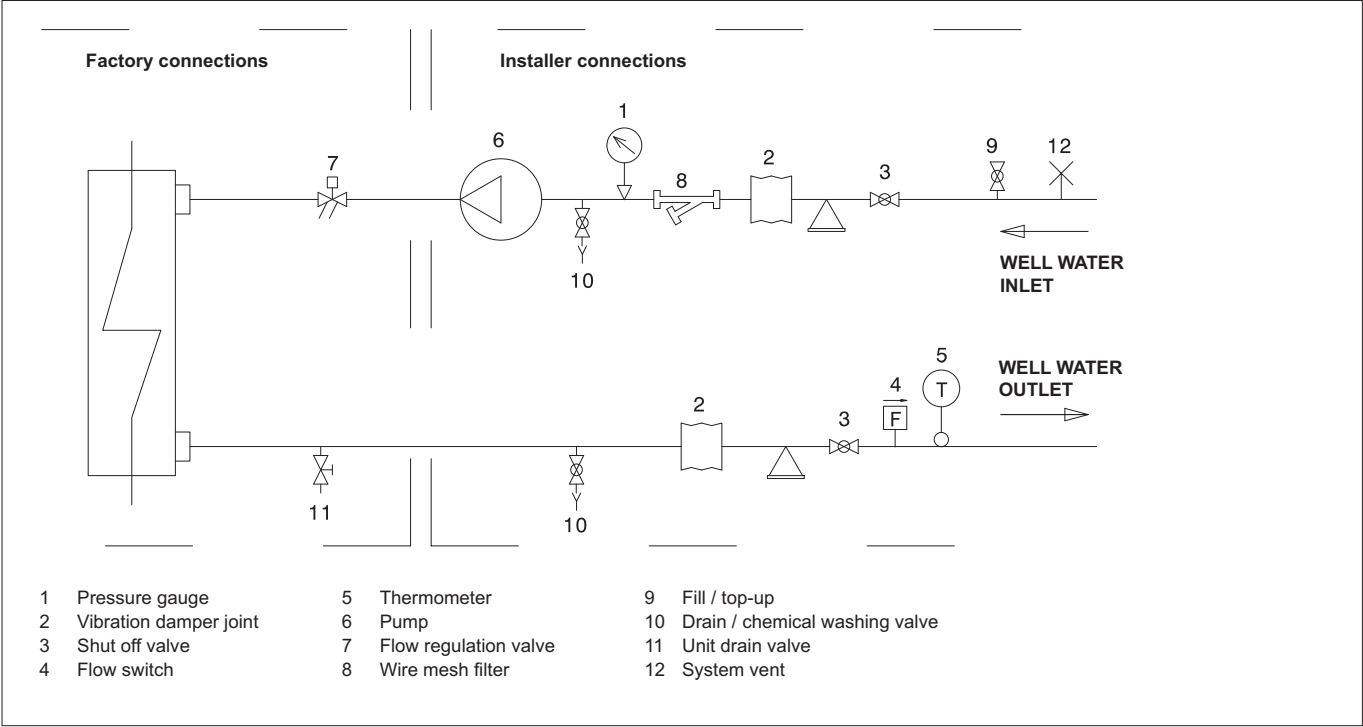 Factory connections
Installer connections
1
7
6
8
2
3
9
12
10
WELL WATER
INLET
5
T
WELL WATER
OUTLET
4
F
2
3
11
10
1 Pressure gauge
2 Vibration damper joint
3 Shut off valve
4 Flow switch
5 Thermometer
6 Pump
7 Flow regulation valve
8 Wire mesh filter
9 Fill / top-up
10 Drain / chemical washing valve
11 Unit drain valve
12 System vent